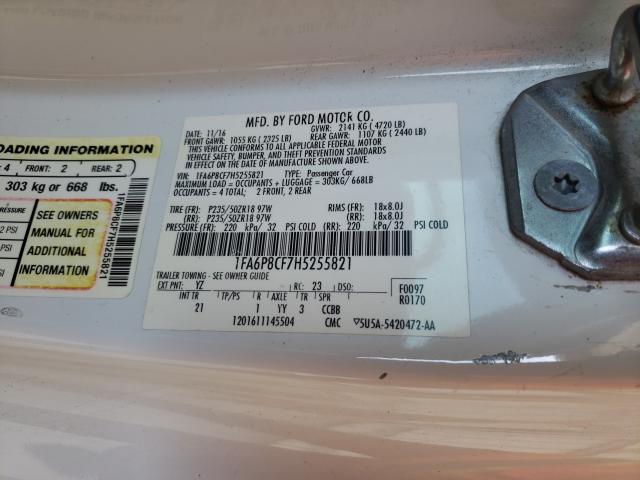 MFD. BY FORD MOTOR CO.
DATE: 11/16 GVWR: 2141 KG ( 4720 LB)
FRONT GAWR: 1055 KG ( 2325 LB) REAR GAWR: 1107 KG ( 2440 LB)
THIS VEHICLE CONFORMS TO ALL APPLICABLE FEDERAL MOTOR
VEHICLE SAFETY, BUMPER, AND THEFT PREVENTION STANDARDS
IN EFFECT ON THE DATE OF MANUFACTURE SHOWN ABOVE.
VIN: 1FA6P8CF7H5255821 TYPE: Passenger Car
MAXIMUM LOAD = OCCUPANTS + LUGGAGE = 303KG/ 668LB
OCCUPANTS = 4 TOTAL; 2 FRONT, 2 REAR
TIRE (FR): P235/50ZR18 97W RIMS (FR): 18x8.0J
(RR): P235/50ZR18 97W (RR): 18x8.0J
PRESSURE (FR): 220 kPa/ 32 PSI COLD (RR): 220 kPa/ 32 PSI COLD
1FA6P8CF7H5255821
TRAILER TOWING - SEE OWNER GUIDE
EXT PNT: YZ RC: 23 DSO: F0097
R0170
INT TR TP/PS R AXLE TR SPR
21 1 YY 3 CCBB
1201611145504 CMC SU5A-5420472-AA
OADING INFORMATION
4 FRONT: 2 REAR: 2
303 kg or 668 lbs.
PRESSURE
2 PSI
PSI
SEE OWNERS
MANUAL FOR
ADDITIONAL
INFORMATION
1FA6P8CF7H5255821